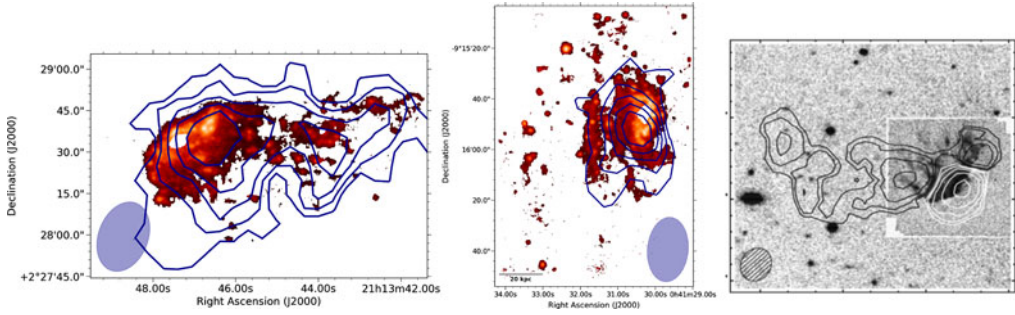 29'00.0"
45.0"
30.0"
15.0"
28'00.0"
+2°27'45.0"
Declination (J2000)
48.00s 46.00s 44.00s 21h13m42.00s
Right Ascension (J2000)
-9°15'20.0"
40.0"
16'00.0"
20.0"
40.0"
Declination (J2000)
20 kpc
34.00s 33.00s 32.00s 31.00s 30.00s 0h41m29.00s
Right Ascension (J2000)